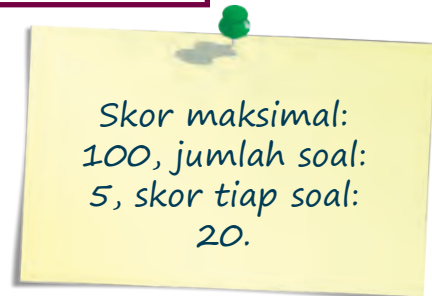 Skor maksimal:
100, jumlah soal:
5, skor tiap soal:
20.